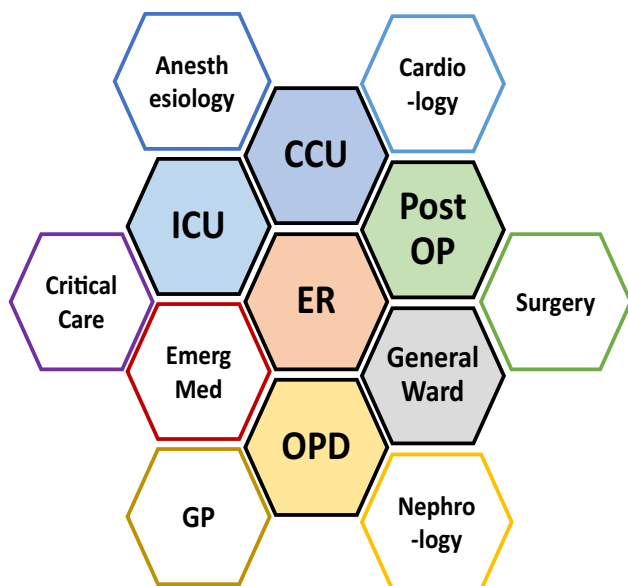 Anesth
esiology
Cardio
-logy
CCU
ICU
Post
OP
Critical
Care
ER
Surgery
Emerg
Med
General
Ward
OPD
GP
Nephro
-logy